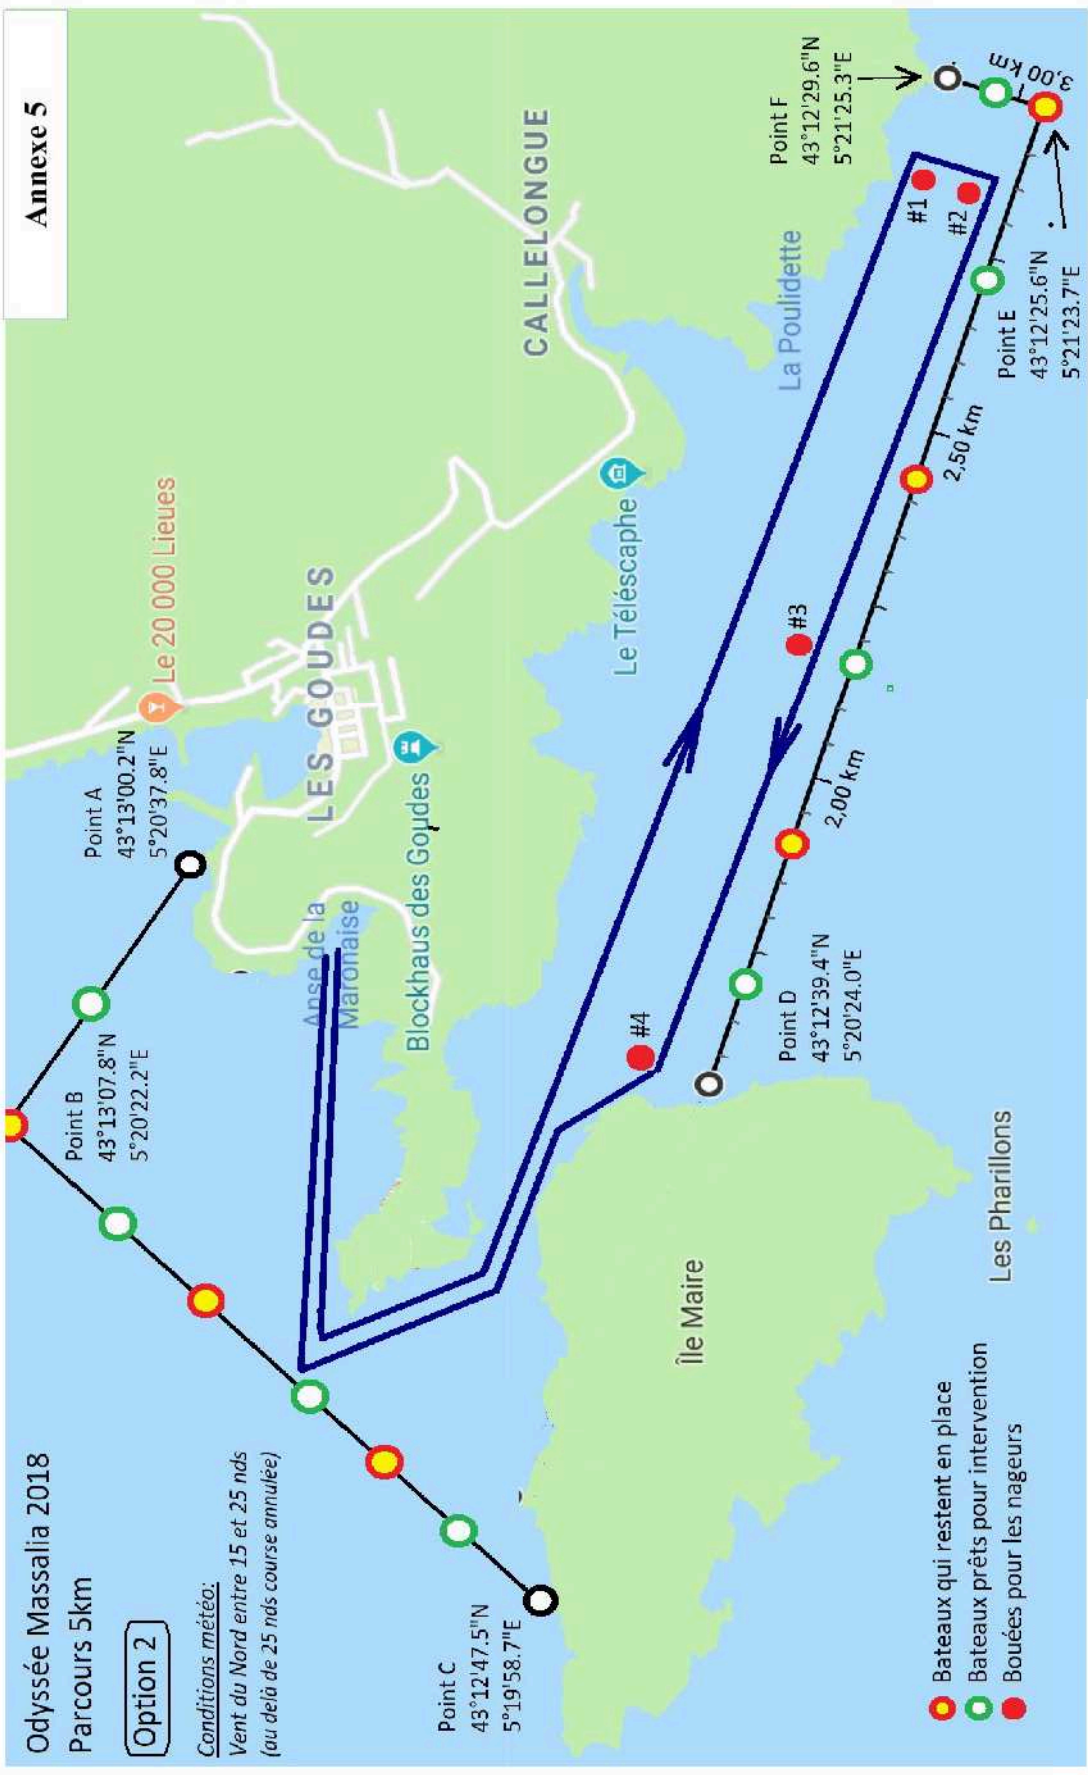 Annexe 5
Odyssée Massalia 2018
Parcours 5km
Option 2
Conditions météo:
Vent du Nord entre 15 et 25 nds
(au delà de 25 nds course annulée)
Point A
43°13'00.2"N
5°20'37.8"E
Point B
43°13'07.8"N
5°20'22.2"E
Point C
43°12'47.5"N
5°19'58.7"E
Le 20 000 Lieues
LES GOUDES
Anse de la
Maronaise
Blockhaus des Goudes
CALLELONGUE
Le Téléscaphe
La Poulidette
Point F
43°12'29.6"N
5°21'25.3"E
3,00 km
#1
#2
#3
#4
Point E
43°12'25.6"N
5°21'23.7"E
2,50 km
2,00 km
Point D
43°12'39.4"N
5°20'24.0"E
Île Maire
Les Pharillons
Bateaux qui restent en place
Bateaux prêts pour intervention
Bouées pour les nageurs